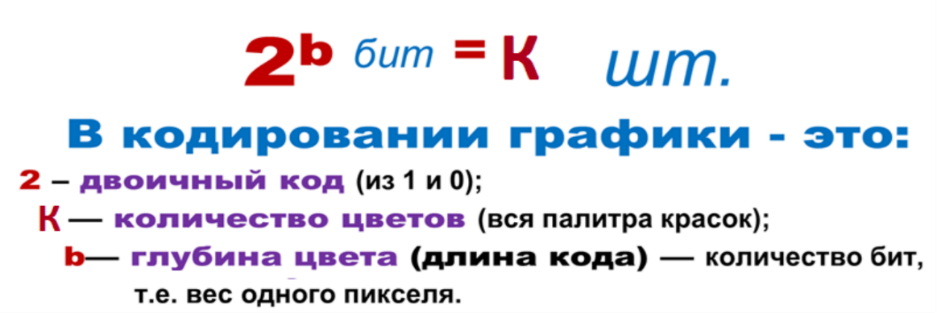 2b бит = К шт.
В кодировании графики - это:
2 – двоичный код (из 1 и 0);
К — количество цветов (вся палитра красок);
b— глубина цвета (длина кода) — количество бит,
т.е. вес одного пикселя.